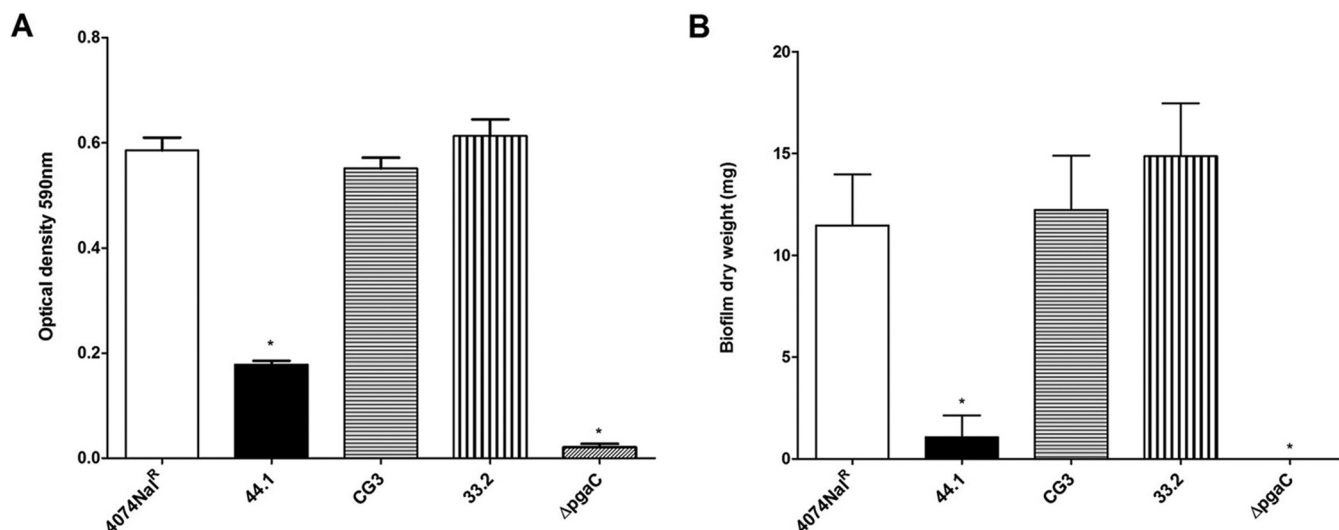 A
Optical density 590nm
0.8
0.6
0.4
0.2
0.0
*
*
4074Nalᴿ
44.1
CG3
33.2
ΔpgaC
B
Biofilm dry weight (mg)
20
15
10
5
0
*
*
4074Nalᴿ
44.1
CG3
33.2
ΔpgaC